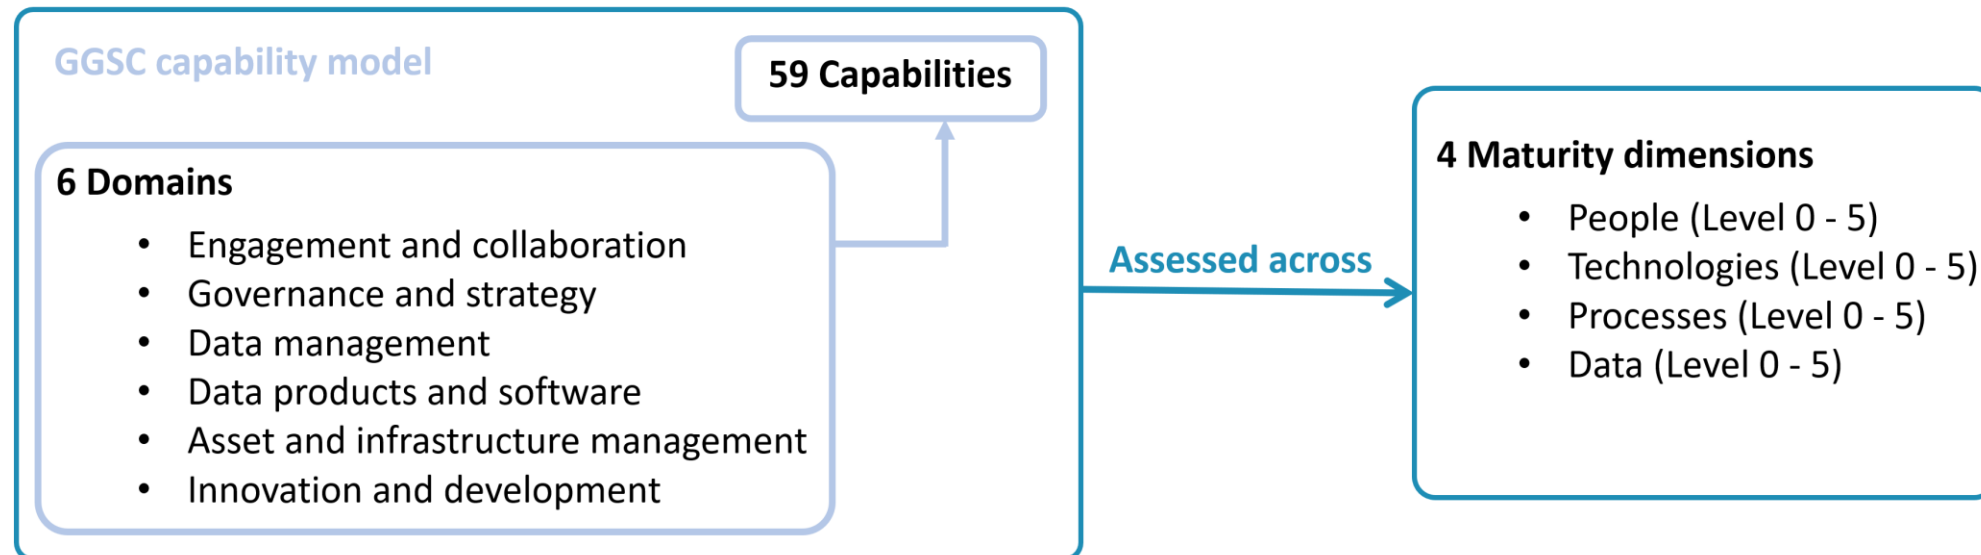 GGSC capability model
59 Capabilities
6 Domains
• Engagement and collaboration
• Governance and strategy
• Data management
• Data products and software
• Asset and infrastructure management
• Innovation and development
Assessed across
4 Maturity dimensions
• People (Level 0 - 5)
• Technologies (Level 0 - 5)
• Processes (Level 0 - 5)
• Data (Level 0 - 5)